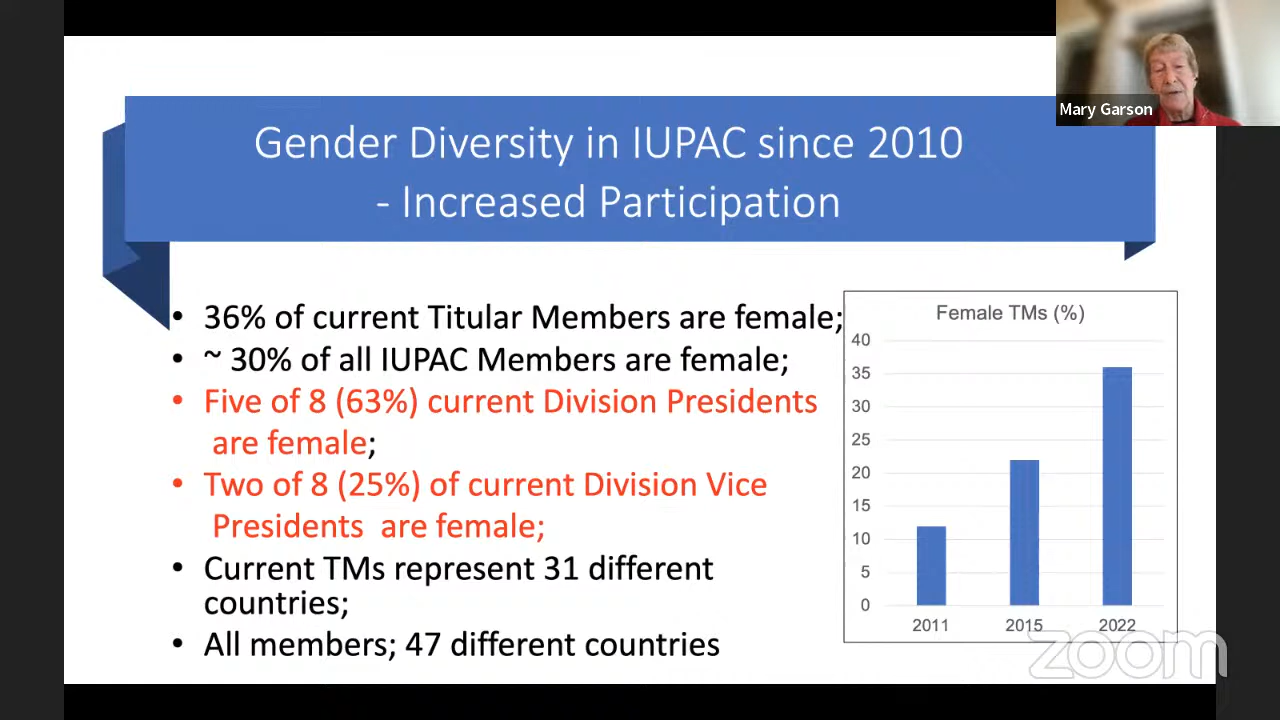 Mary Garson
Gender Diversity in IUPAC since 2010
- Increased Participation
• 36% of current Titular Members are female;
• ~ 30% of all IUPAC Members are female;
• Five of 8 (63%) current Division Presidents
are female;
• Two of 8 (25%) of current Division Vice
Presidents are female;
• Current TMs represent 31 different
countries;
• All members; 47 different countries
Female TMs (%)
40
35
30
25
20
15
10
5
0
2011 2015 2022
zoom